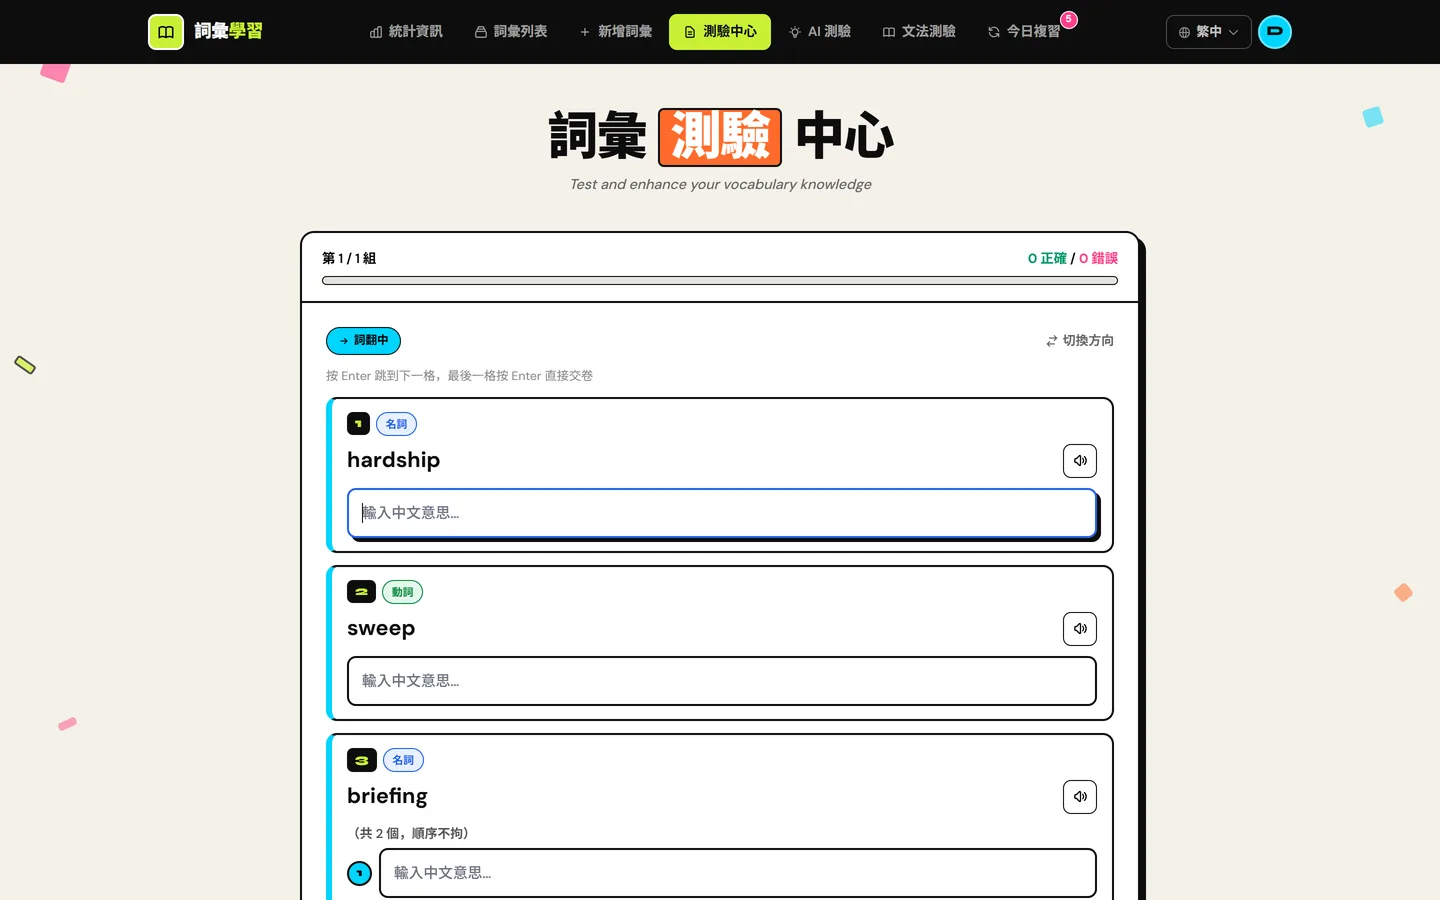 詞彙學習
統計資訊
詞彙列表
新增詞彙
測驗中心
AI 測驗
文法測驗
今日複習
5
繁中
詞彙 測驗 中心
Test and enhance your vocabulary knowledge
第 1 / 1 組
0 正確 / 0 錯誤
詞翻中
切換方向
按 Enter 跳到下一格，最後一格按 Enter 直接交卷
1 名詞
hardship
輸入中文意思...
2 動詞
sweep
輸入中文意思...
3 名詞
briefing
（共 2 個，順序不拘）
1
輸入中文意思...